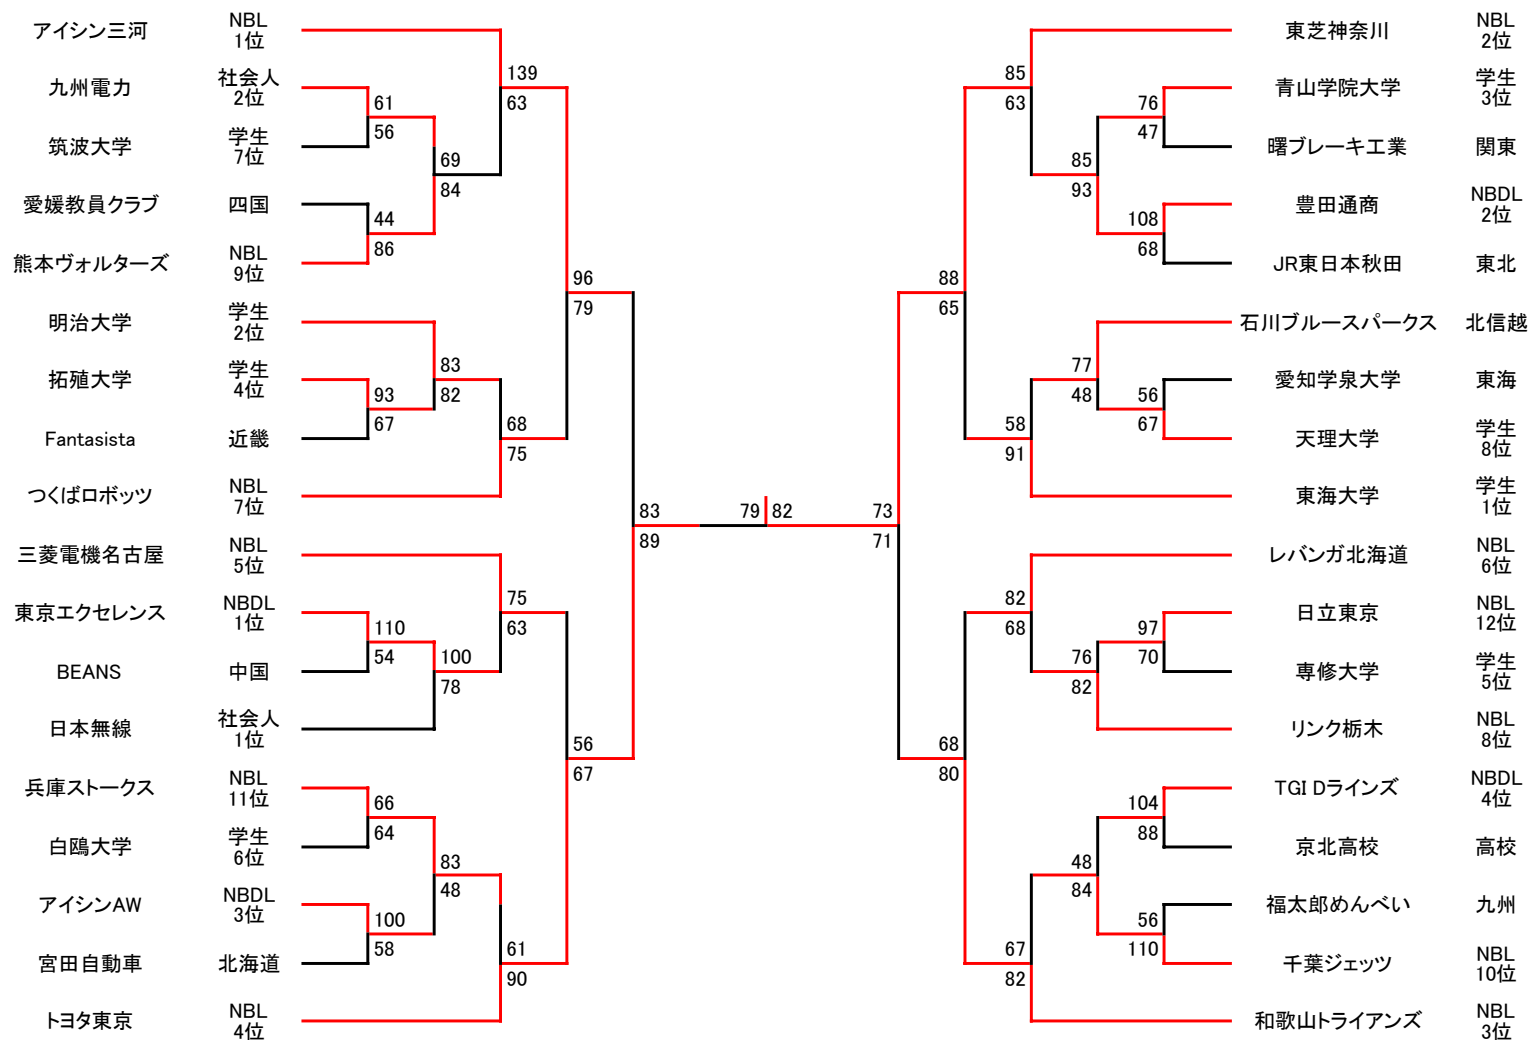 アイシン三河
NBL
1位
九州電力
社会人
2位
筑波大学
学生
7位
愛媛教員クラブ
四国
熊本ヴォルターズ
NBL
9位
明治大学
学生
2位
拓殖大学
学生
4位
Fantasista
近畿
つくばロボッツ
NBL
7位
三菱電機名古屋
NBL
5位
東京エクセレンス
NBDL
1位
BEANS
中国
日本無線
社会人
1位
兵庫ストークス
NBL
11位
白鴎大学
学生
6位
アイシンAW
NBDL
3位
宮田自動車
北海道
トヨタ東京
NBL
4位
61
56
44
86
93
67
110
54
66
64
100
58
69
84
83
82
100
78
83
48
139
63
68
75
75
63
61
90
96
79
56
67
83
89
79
82
73
71
88
65
68
80
85
63
58
91
82
68
67
82
85
93
77
48
76
82
48
84
76
47
108
68
56
67
97
70
104
88
56
110
東芝神奈川
NBL
2位
青山学院大学
学生
3位
曙ブレーキ工業
関東
豊田通商
NBDL
2位
JR東日本秋田
東北
石川ブルースパークス
北信越
愛知学泉大学
東海
天理大学
学生
8位
東海大学
学生
1位
レバンガ北海道
NBL
6位
日立東京
NBL
12位
専修大学
学生
5位
リンク栃木
NBL
8位
TGI Dラインズ
NBDL
4位
京北高校
高校
福太郎めんべい
九州
千葉ジェッツ
NBL
10位
和歌山トライアンズ
NBL
3位